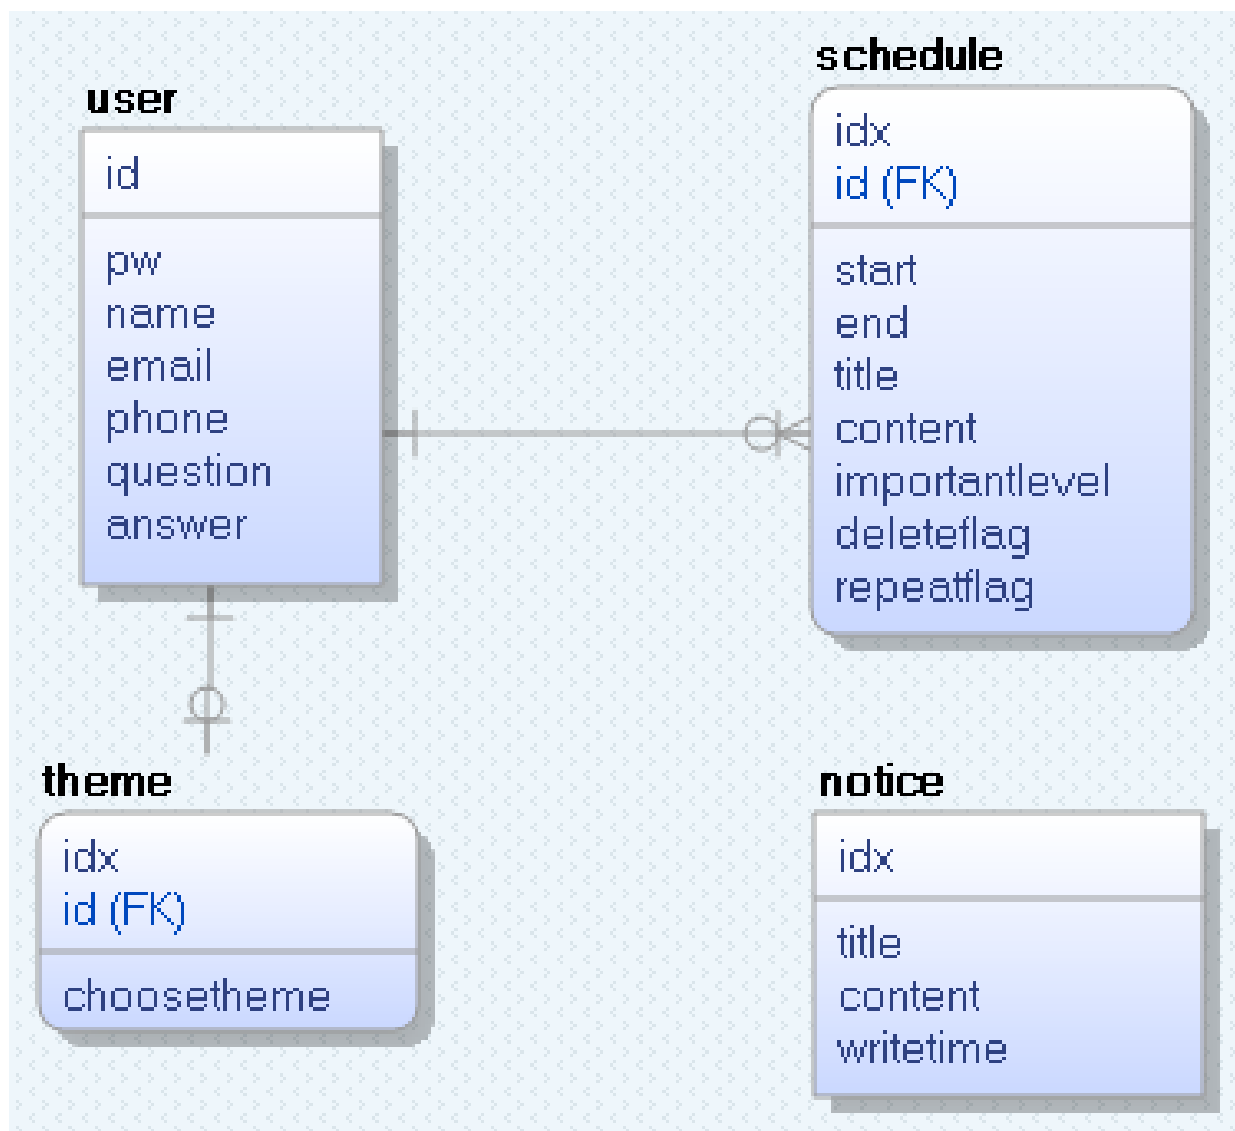 user
id
pw
name
email
phone
question
answer
schedule
idx
id (FK)
start
end
title
content
importantlevel
deleteflag
repeatflag
theme
idx
id (FK)
choosetheme
notice
idx
title
content
writetime